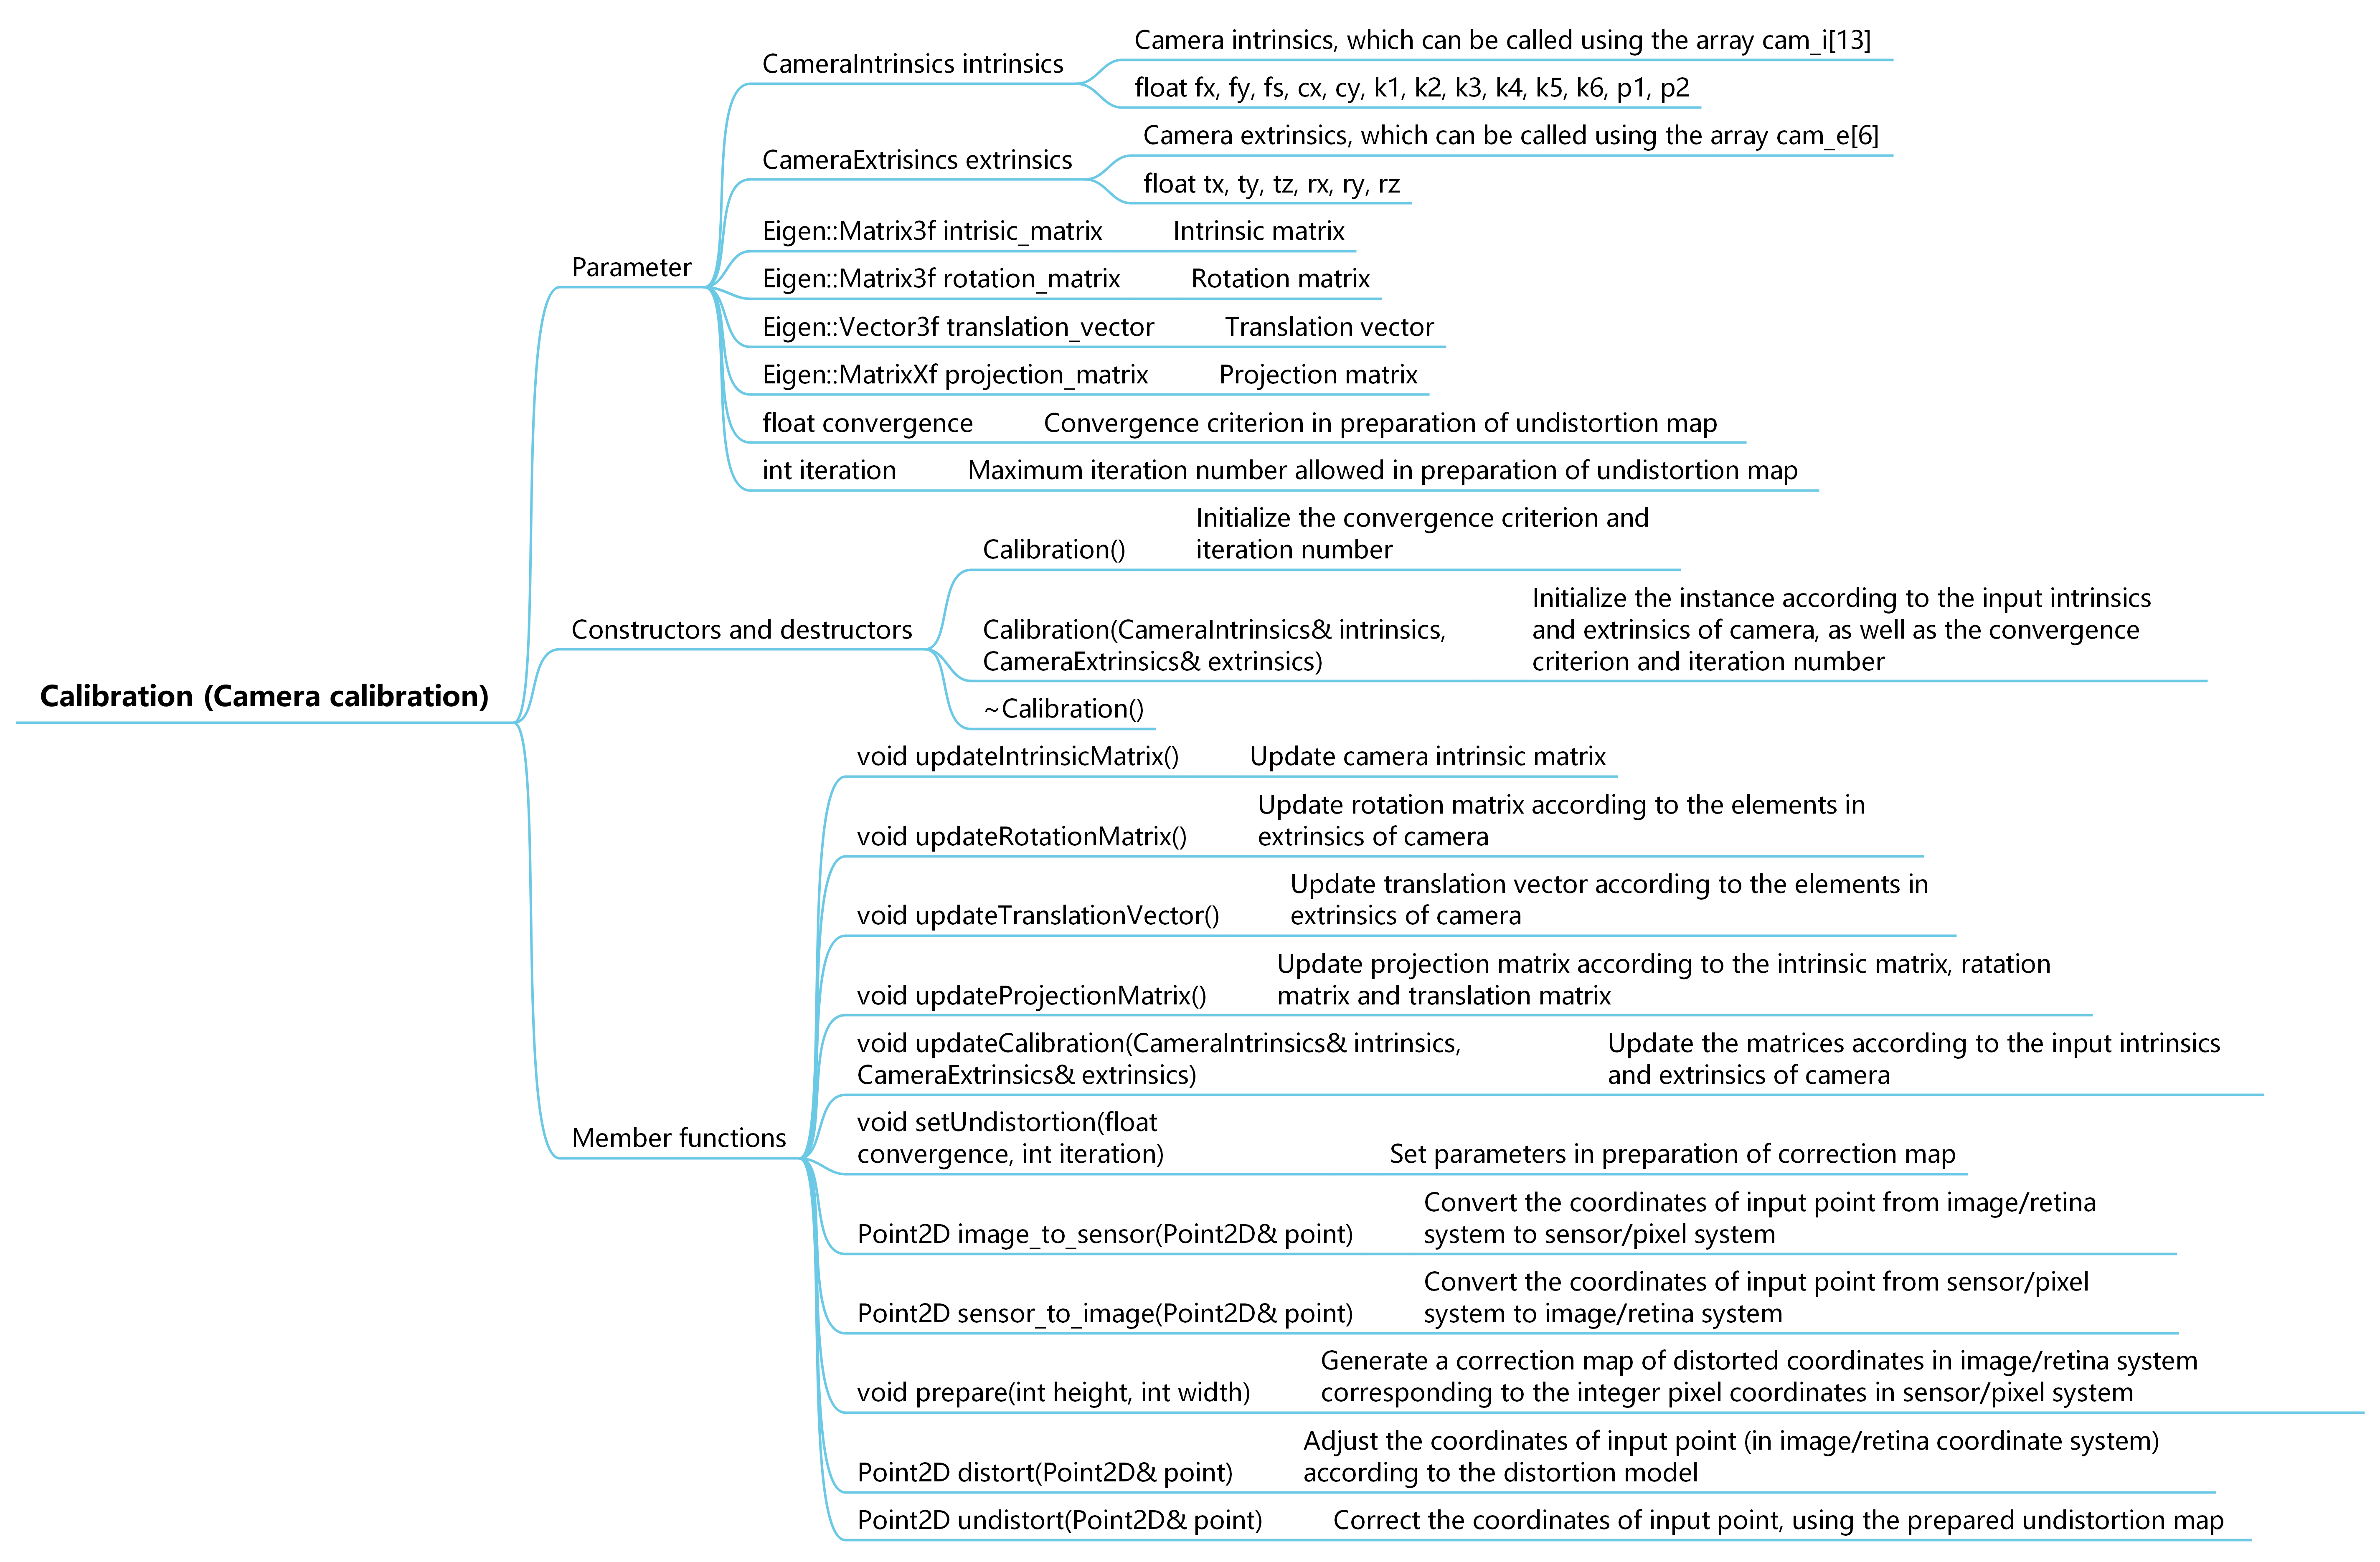 Calibration (Camera calibration)
Parameter
CameraIntrinsics intrinsics
Camera intrinsics, which can be called using the array cam_i[13]
float fx, fy, fs, cx, cy, k1, k2, k3, k4, k5, k6, p1, p2
CameraExtrisincs extrinsics
Camera extrinsics, which can be called using the array cam_e[6]
float tx, ty, tz, rx, ry, rz
Eigen::Matrix3f intrisic_matrix Intrinsic matrix
Eigen::Matrix3f rotation_matrix Rotation matrix
Eigen::Vector3f translation_vector Translation vector
Eigen::MatrixXf projection_matrix Projection matrix
float convergence Convergence criterion in preparation of undistortion map
int iteration Maximum iteration number allowed in preparation of undistortion map
Constructors and destructors
Calibration()
Initialize the convergence criterion and
iteration number
Calibration(CameraIntrinsics& intrinsics,
CameraExtrinsics& extrinsics)
Initialize the instance according to the input intrinsics
and extrinsics of camera, as well as the convergence
criterion and iteration number
~Calibration()
Member functions
void updateIntrinsicMatrix() Update camera intrinsic matrix
void updateRotationMatrix()
Update rotation matrix according to the elements in
extrinsics of camera
void updateTranslationVector()
Update translation vector according to the elements in
extrinsics of camera
void updateProjectionMatrix()
Update projection matrix according to the intrinsic matrix, ratation
matrix and translation matrix
void updateCalibration(CameraIntrinsics& intrinsics,
CameraExtrinsics& extrinsics)
Update the matrices according to the input intrinsics
and extrinsics of camera
void setUndistortion(float
convergence, int iteration)
Set parameters in preparation of correction map
Point2D image_to_sensor(Point2D& point)
Convert the coordinates of input point from image/retina
system to sensor/pixel system
Point2D sensor_to_image(Point2D& point)
Convert the coordinates of input point from sensor/pixel
system to image/retina system
void prepare(int height, int width)
Generate a correction map of distorted coordinates in image/retina system
corresponding to the integer pixel coordinates in sensor/pixel system
Point2D distort(Point2D& point)
Adjust the coordinates of input point (in image/retina coordinate system)
according to the distortion model
Point2D undistort(Point2D& point) Correct the coordinates of input point, using the prepared undistortion map